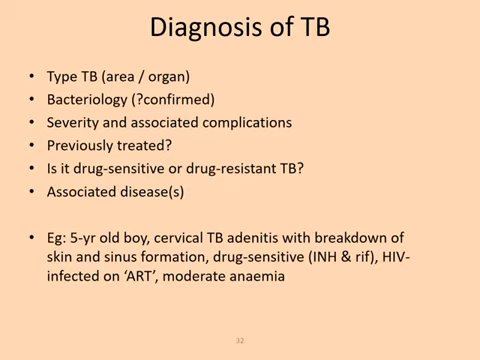 Diagnosis of TB
• Type TB (area / organ)
• Bacteriology (?confirmed)
• Severity and associated complications
• Previously treated?
• Is it drug-sensitive or drug-resistant TB?
• Associated disease(s)
• Eg: 5-yr old boy, cervical TB adenitis with breakdown of
skin and sinus formation, drug-sensitive (INH & rif), HIV-
infected on ‘ART’, moderate anaemia
32